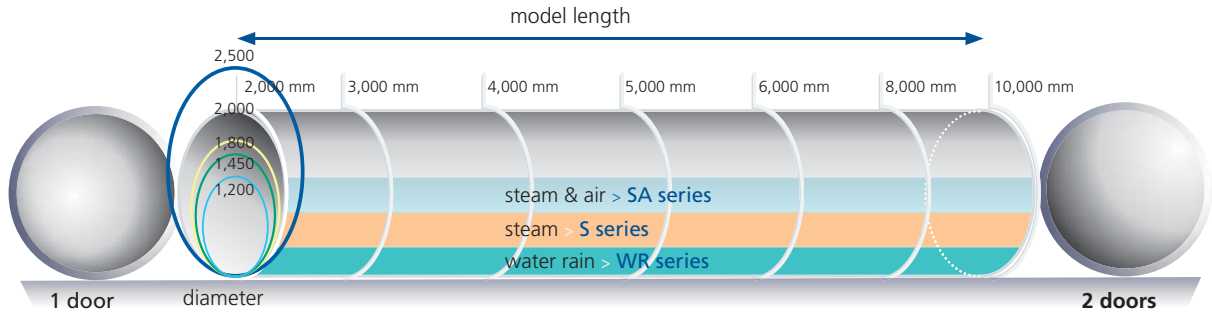 model length
2,500
2,000 mm
3,000 mm
4,000 mm
5,000 mm
6,000 mm
8,000 mm
10,000 mm
2,000
1,800
1,450
1,200
steam & air > SA series
steam > S series
water rain > WR series
1 door
diameter
2 doors